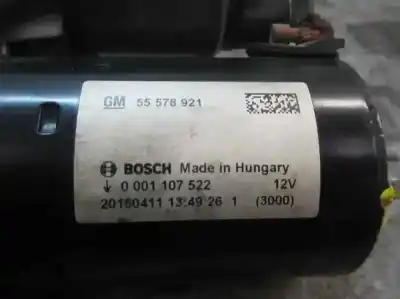 GM 55 578 921
BOSCH Made in Hungary
0 001 107 522 12V
20160411 13:49 26 1 (3000)